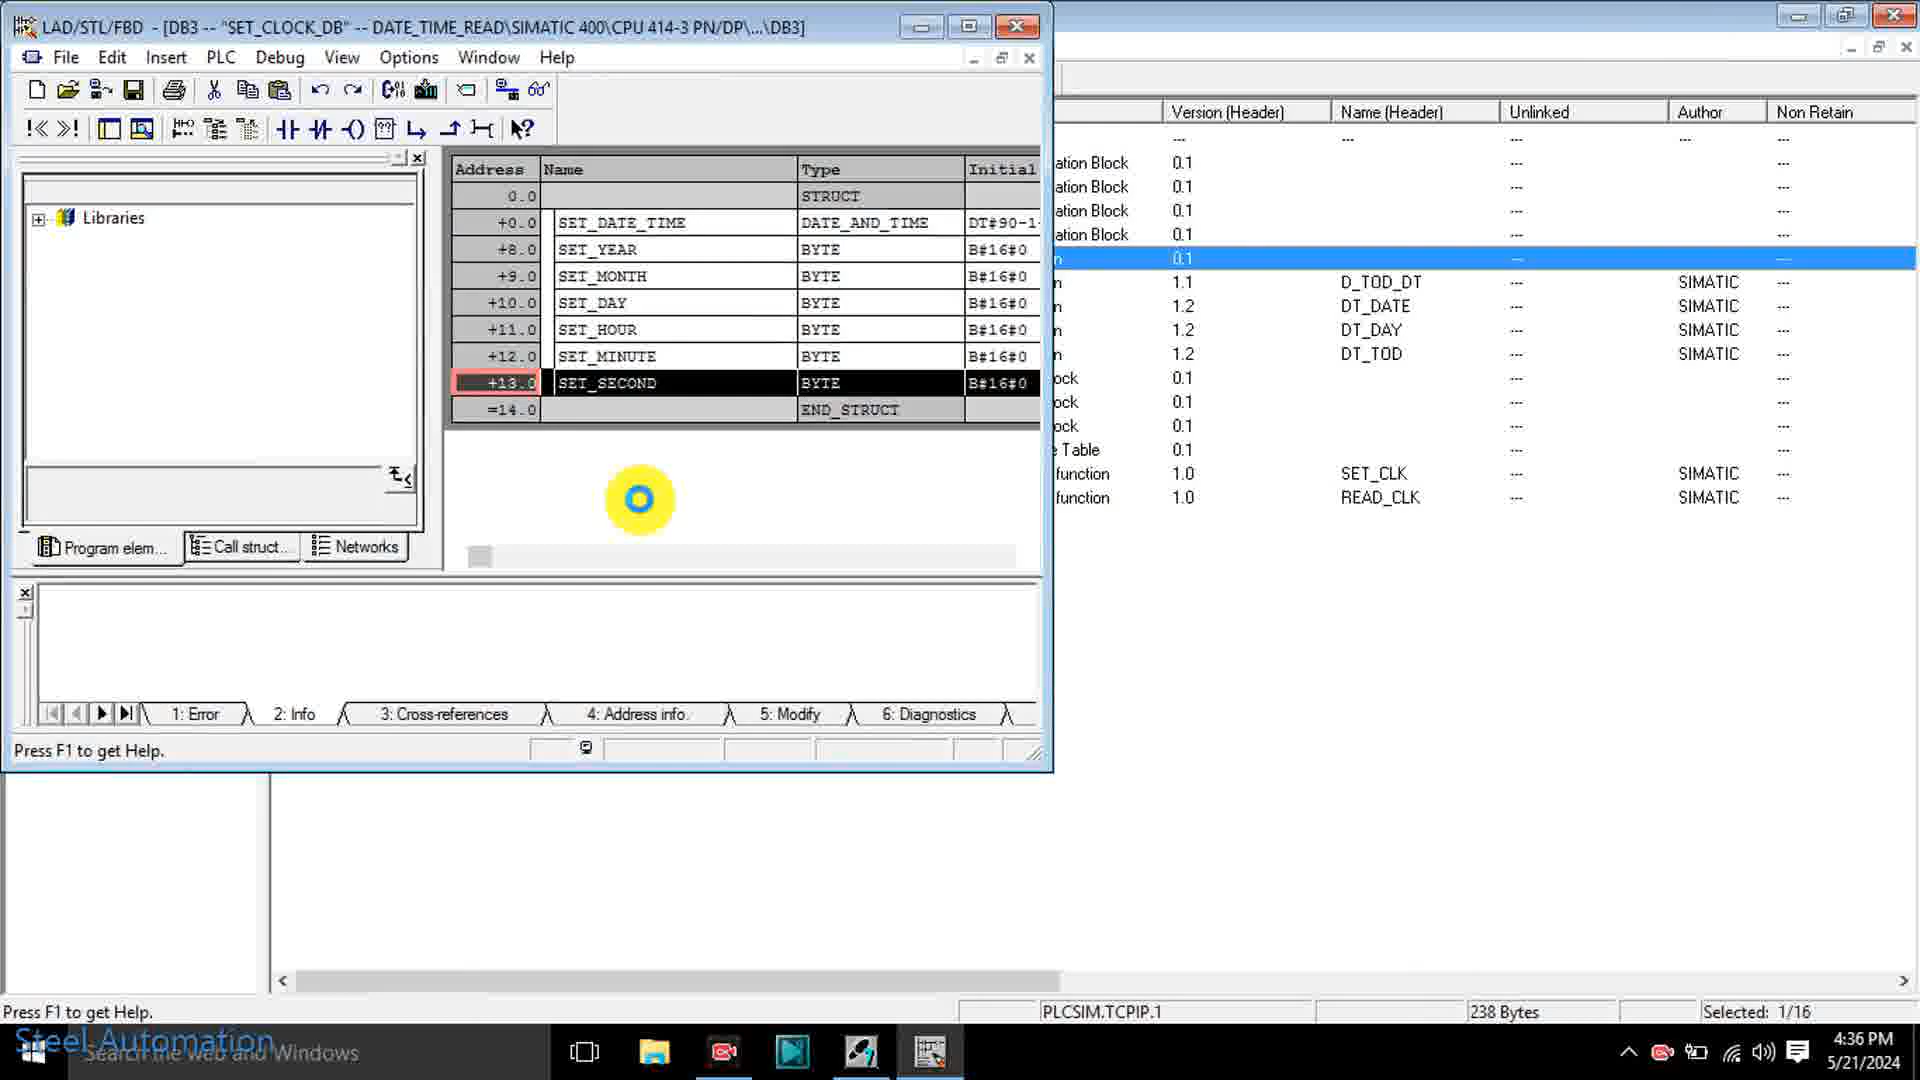 LAD/STL/FBD - [DB3 -- "SET_CLOCK_DB" -- DATE_TIME_READ\SIMATIC 400\CPU 414-3 PN/DP\...\DB3]
File Edit Insert PLC Debug View Options Window Help
Address Name Type Initial
0.0 STRUCT
+0.0 SET_DATE_TIME DATE_AND_TIME DT#90-1-
+8.0 SET_YEAR BYTE B#16#0
+9.0 SET_MONTH BYTE B#16#0
+10.0 SET_DAY BYTE B#16#0
+11.0 SET_HOUR BYTE B#16#0
+12.0 SET_MINUTE BYTE B#16#0
+13.0 SET_SECOND BYTE B#16#0
=14.0 END_STRUCT
Libraries
Program elem... Call struct... Networks
1: Error 2: Info 3: Cross-references 4: Address info. 5: Modify 6: Diagnostics
Press F1 to get Help.
Version (Header) Name (Header) Unlinked Author Non Retain
--- --- --- --- ---
ation Block 0.1 --- ---
ation Block 0.1 --- ---
ation Block 0.1 --- ---
ation Block 0.1 --- ---
n 0.1 --- ---
n 1.1 D_TOD_DT --- SIMATIC ---
n 1.2 DT_DATE --- SIMATIC ---
n 1.2 DT_DAY --- SIMATIC ---
n 1.2 DT_TOD --- SIMATIC ---
ock 0.1 --- ---
ock 0.1 --- ---
ock 0.1 --- ---
e Table 0.1 --- ---
function 1.0 SET_CLK --- SIMATIC ---
function 1.0 READ_CLK --- SIMATIC ---
Press F1 to get Help. PLCSIM.TCPIP.1 238 Bytes Selected: 1/16
Steel Automation
Search the web and Windows
4:36 PM
5/21/2024